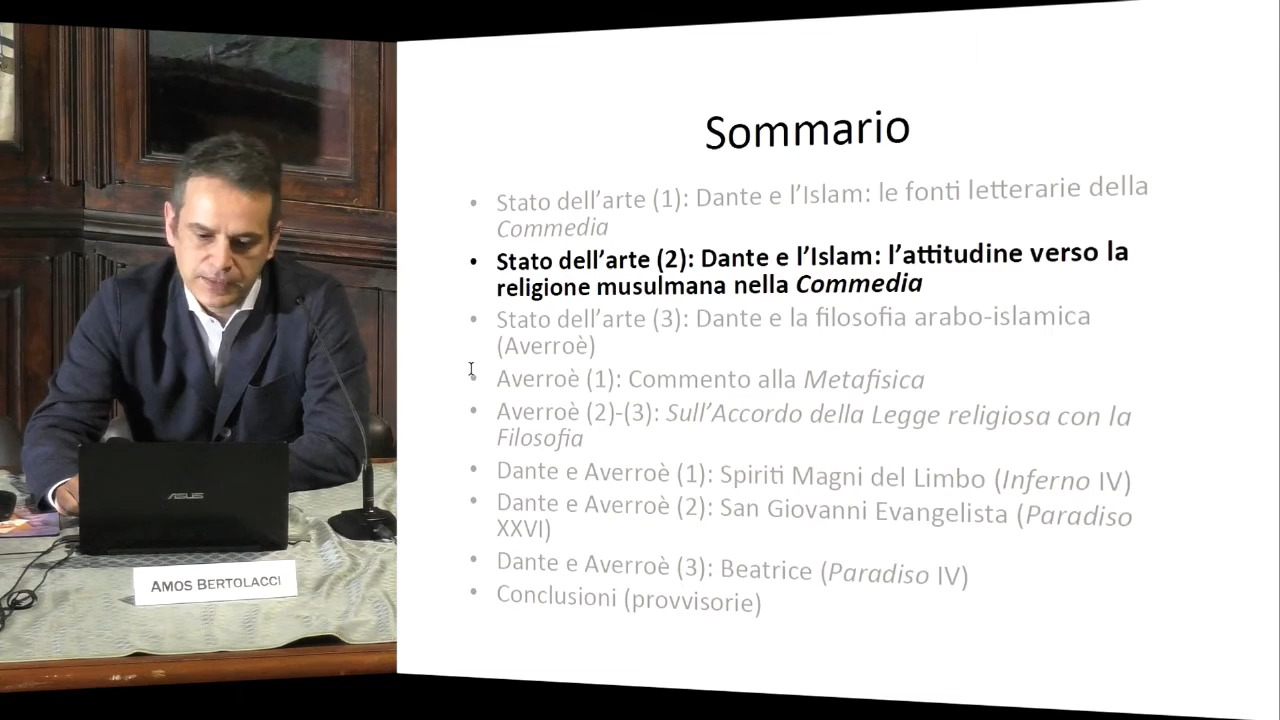 Sommario
• Stato dell'arte (1): Dante e l'Islam: le fonti letterarie della
Commedia
• Stato dell'arte (2): Dante e l'Islam: l'attitudine verso la
religione musulmana nella Commedia
• Stato dell'arte (3): Dante e la filosofia arabo-islamica
(Averroè)
• Averroè (1): Commento alla Metafisica
• Averroè (2)-(3): Sull'Accordo della Legge religiosa con la
Filosofia
• Dante e Averroè (1): Spiriti Magni del Limbo (Inferno IV)
• Dante e Averroè (2): San Giovanni Evangelista (Paradiso
XXVI)
• Dante e Averroè (3): Beatrice (Paradiso IV)
• Conclusioni (provvisorie)
ASUS
AMOS BERTOLACCI